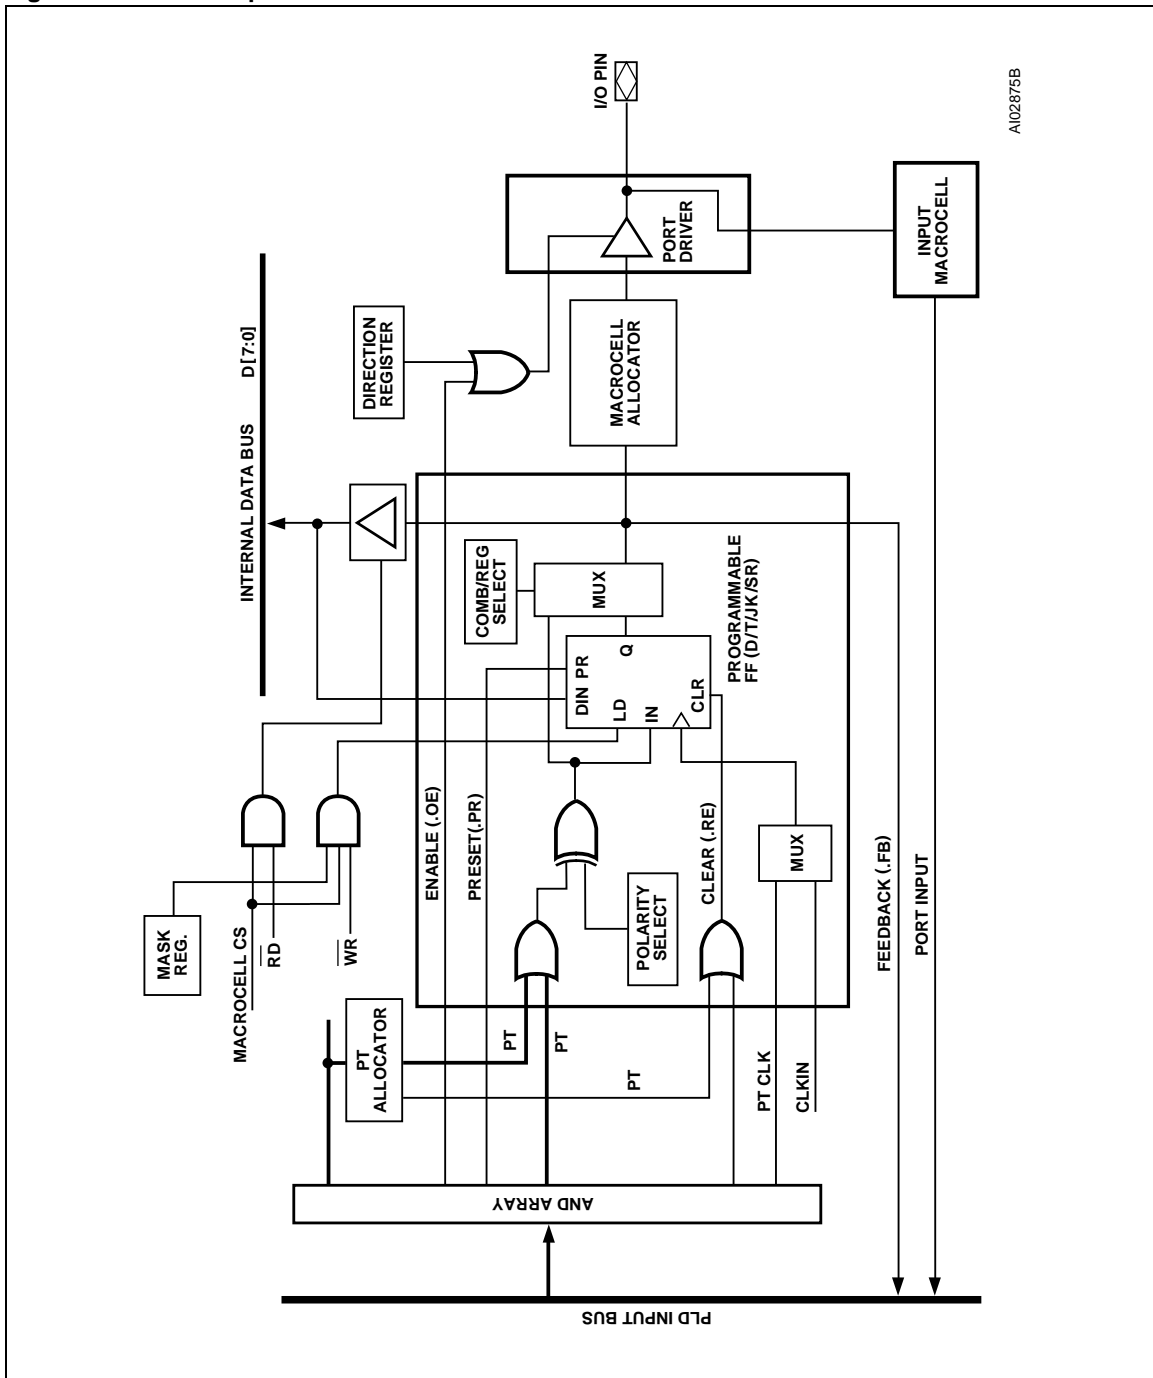 I/O PIN
AI02875B
PORT
DRIVER
INPUT
MACROCELL
INTERNAL DATA BUS D[7:0]
DIRECTION
REGISTER
MACROCELL
ALLOCATOR
COMB/REG
SELECT
MUX
PROGRAMMABLE
FF (D/T/JK/SR)
DIN PR
Q
LD
IN
CLR
ENABLE (.OE)
PRESET(.PR)
CLEAR (.RE)
MUX
POLARITY
SELECT
FEEDBACK (.FB)
PORT INPUT
MASK
REG.
MACROCELL CS
RD
WR
PT
ALLOCATOR
PT
PT
PT
PT CLK
CLKIN
AND ARRAY
PLD INPUT BUS